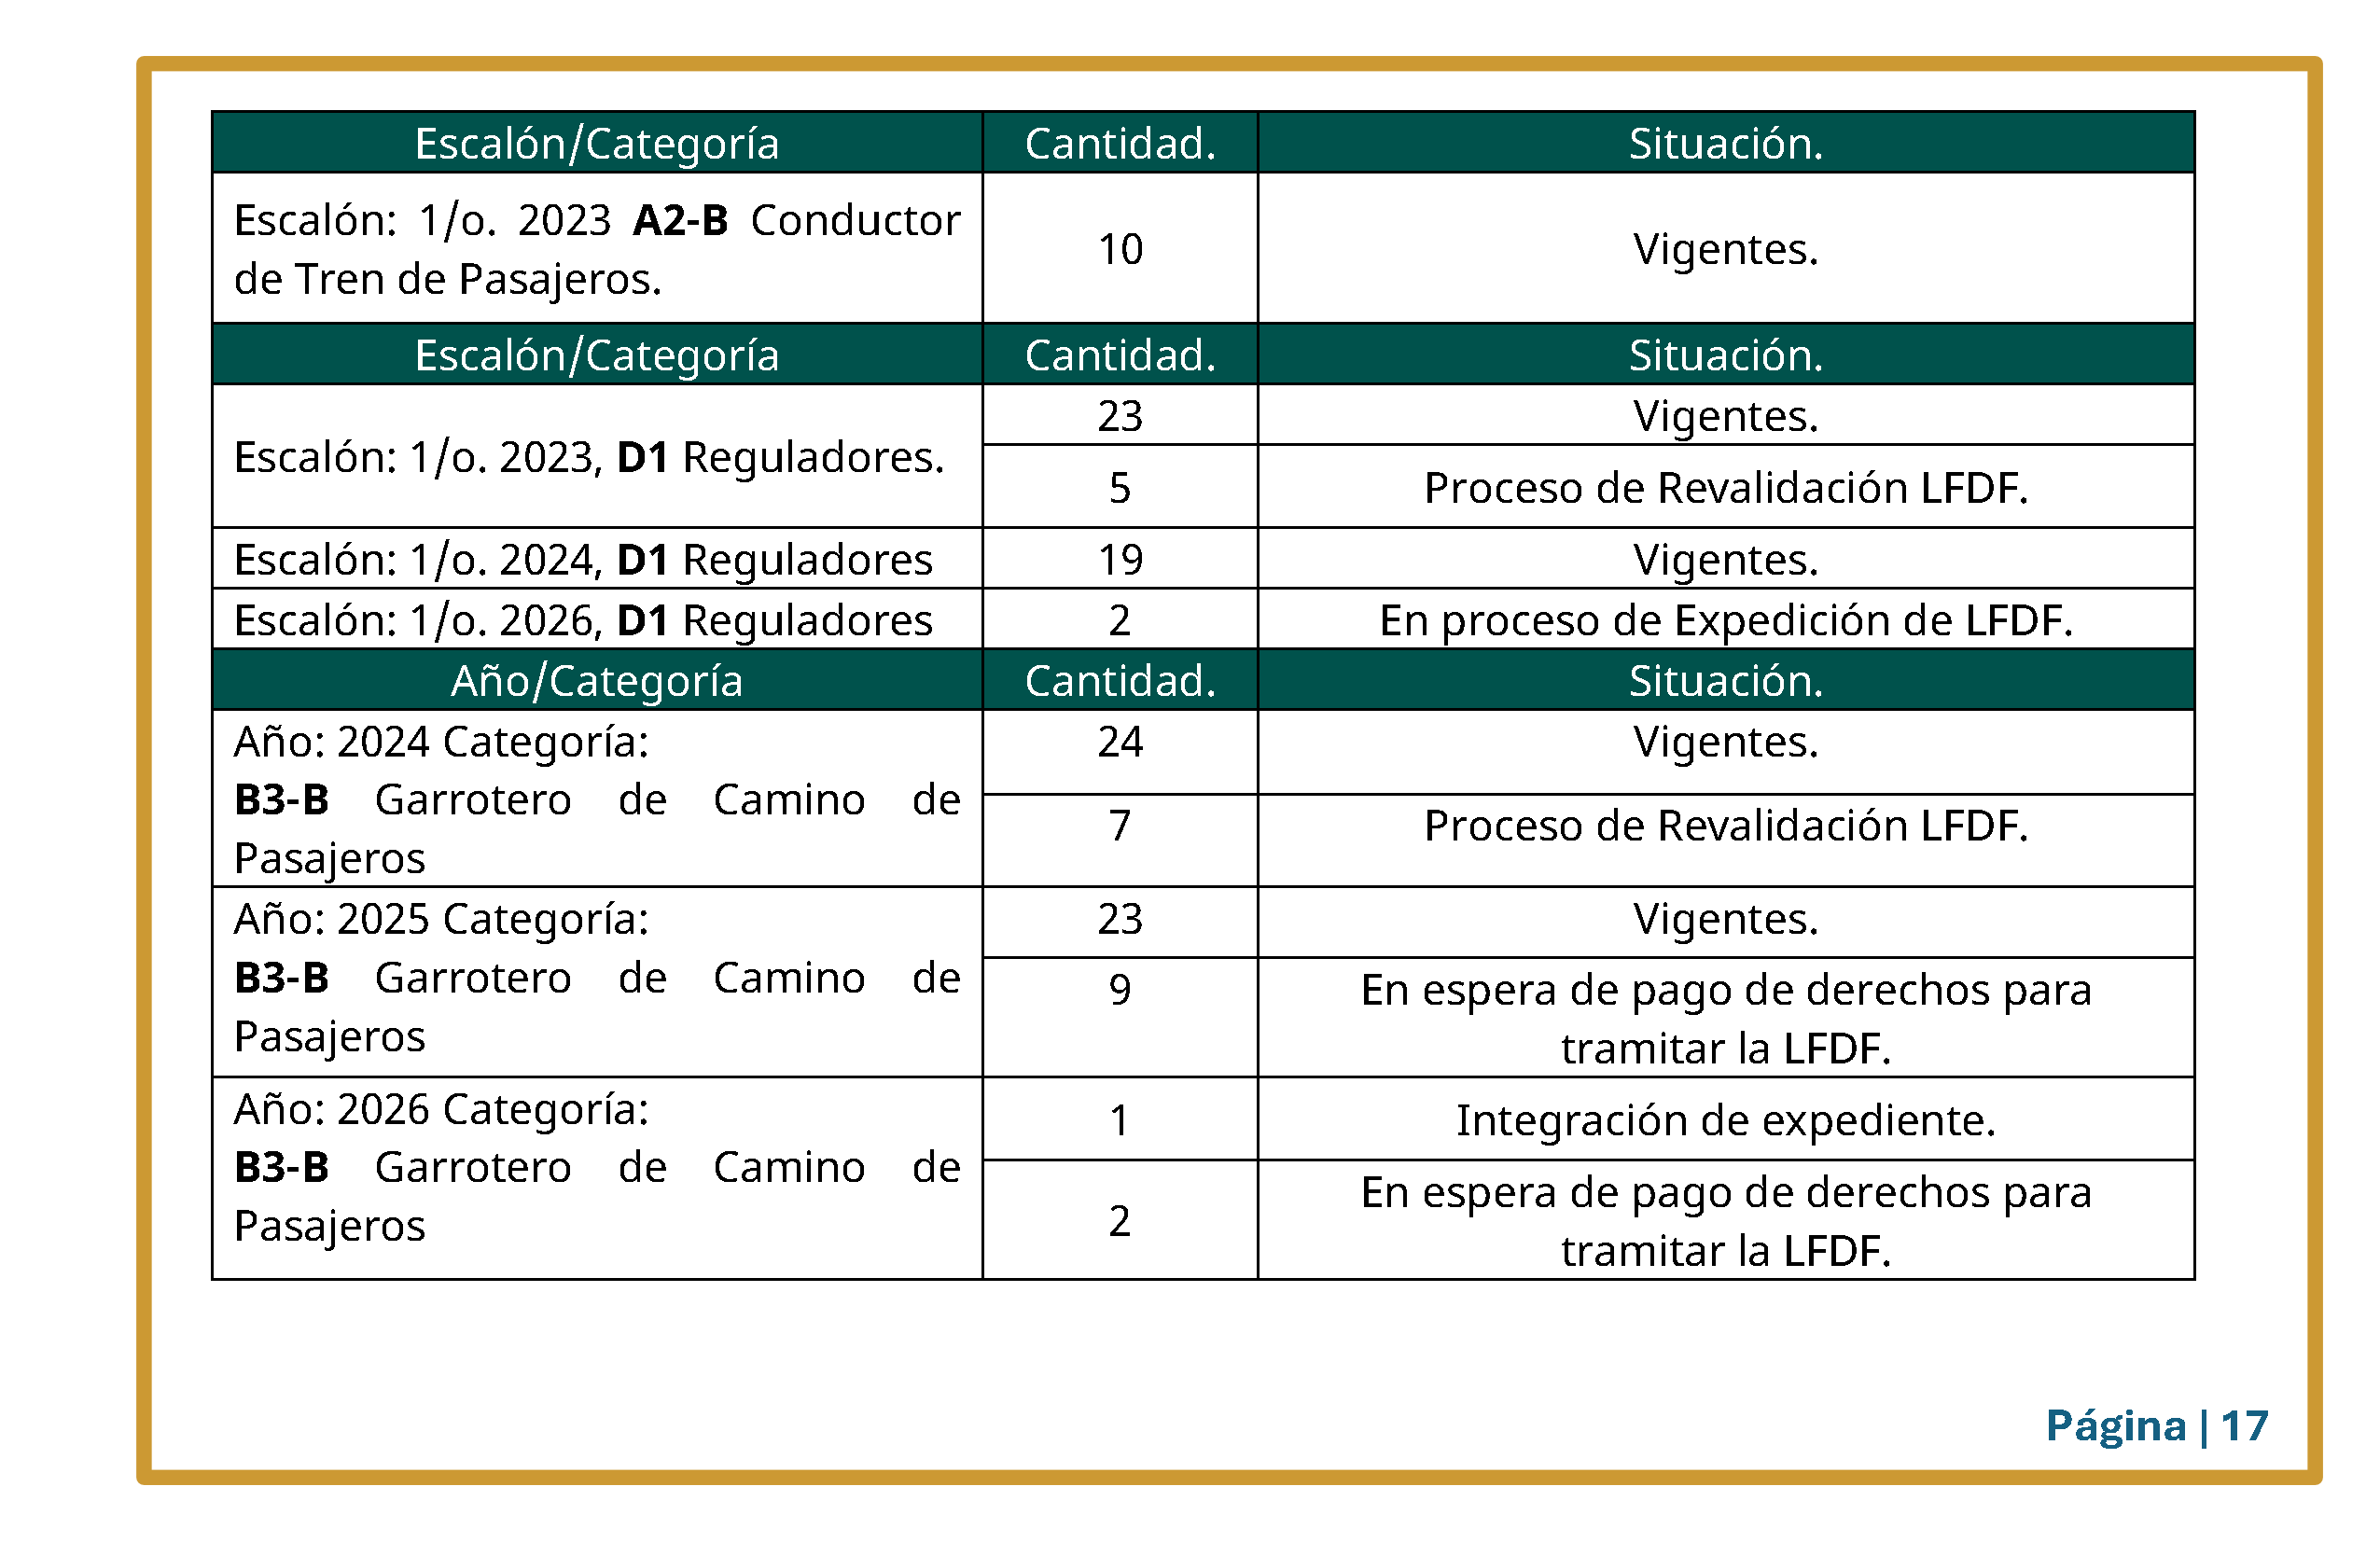 Escalón/Categoría Cantidad. Situación.
Escalón: 1/o. 2023 A2-B Conductor
de Tren de Pasajeros.
10 Vigentes.
Escalón/Categoría Cantidad. Situación.
Escalón: 1/o. 2023, D1 Reguladores.
23 Vigentes.
5 Proceso de Revalidación LFDF.
Escalón: 1/o. 2024, D1 Reguladores 19 Vigentes.
Escalón: 1/o. 2026, D1 Reguladores 2 En proceso de Expedición de LFDF.
Año/Categoría Cantidad. Situación.
Año: 2024 Categoría:
B3-B Garrotero de Camino de
Pasajeros
24 Vigentes.
7 Proceso de Revalidación LFDF.
Año: 2025 Categoría:
B3-B Garrotero de Camino de
Pasajeros
23 Vigentes.
9 En espera de pago de derechos para
tramitar la LFDF.
Año: 2026 Categoría:
B3-B Garrotero de Camino de
Pasajeros
1 Integración de expediente.
2 En espera de pago de derechos para
tramitar la LFDF.
Página | 17